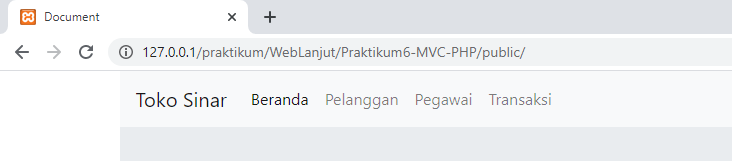 Document
127.0.0.1/praktikum/WebLanjut/Praktikum6-MVC-PHP/public/
Toko Sinar Beranda Pelanggan Pegawai Transaksi